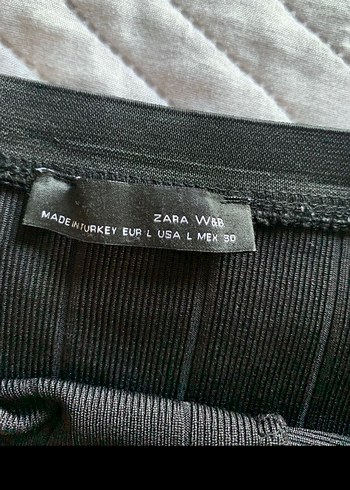 ZARA W&B
MADE IN TURKEY EUR L USA L MEX 30